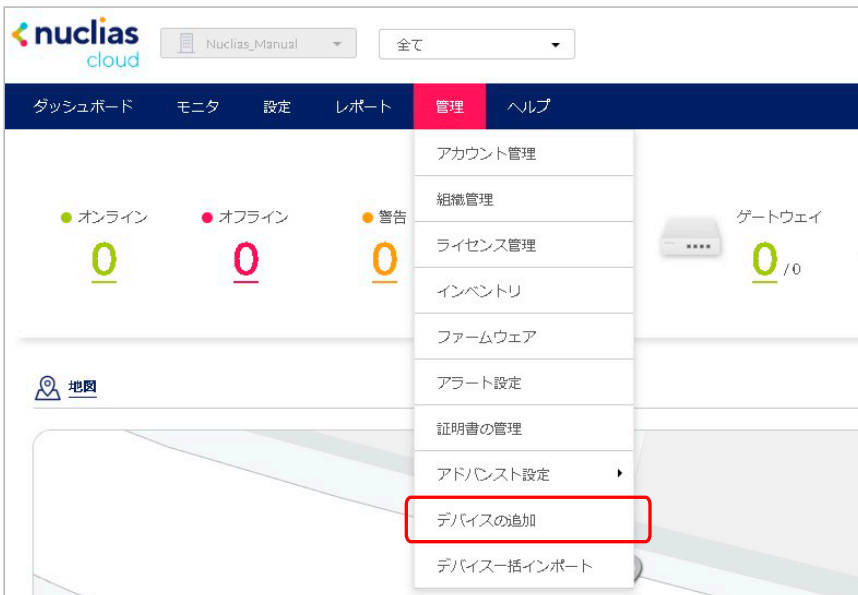 nuclias
cloud
Nuclias_Manual
全て
ダッシュボード モニタ 設定 レポート 管理 ヘルプ
アカウント管理
組織管理
ライセンス管理
インベントリ
ファームウェア
アラート設定
証明書の管理
アドバンスト設定
デバイスの追加
デバイス一括インポート
オンライン オフライン 警告 ゲートウェイ
0 0 0 0 /0
地図